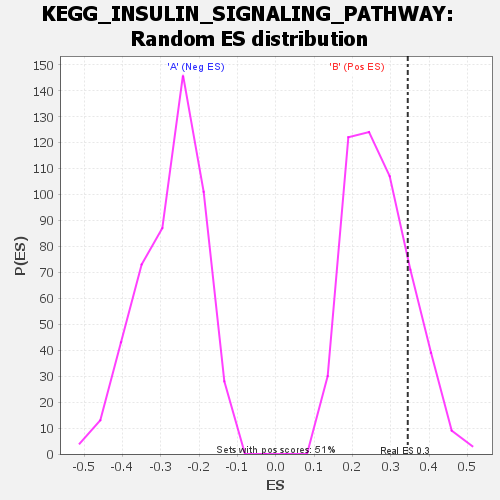 KEGG_INSULIN_SIGNALING_PATHWAY:
Random ES distribution
'A' (Neg ES) 'B' (Pos ES)
150
140
130
120
110
100
90
80
70
60
50
40
30
20
10
0
P(ES)
Sets with pos scores: 51% Real ES 0.3
-0.5 -0.4 -0.3 -0.2 -0.1 0.0 0.1 0.2 0.3 0.4 0.5
ES